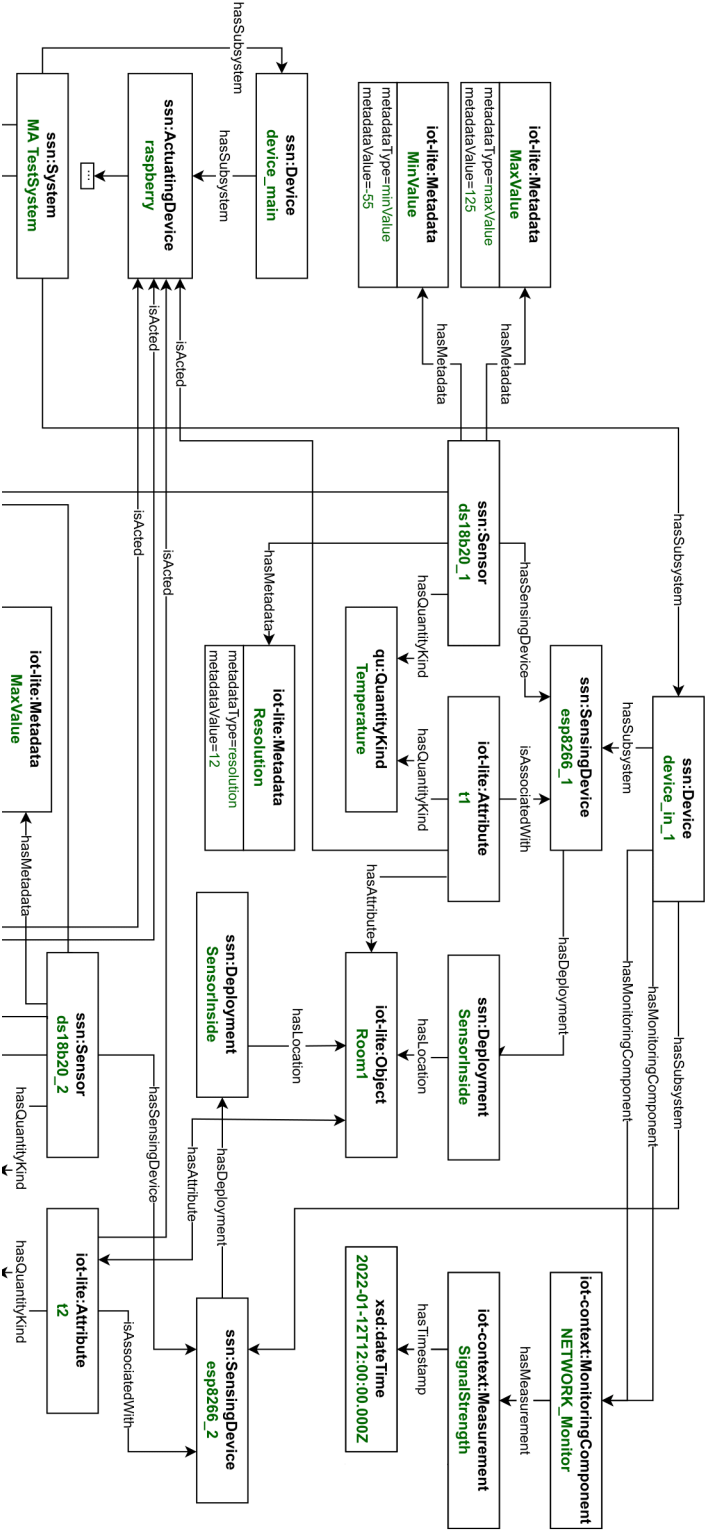 hasSubsystem
ssn:Device
device_in_1
hasSubsystem
hasMonitoringComponent
hasSubsystem
hasMonitoringComponent
ssn:SensingDevice
esp8266_1
iot-context:MonitoringComponent
NETWORK_Monitor
hasDeployment
iot-lite:Metadata
MaxValue
metadataType=maxValue
metadataValue=125
hasMetadata
hasSensingDevice
isAssociatedWith
hasMeasurement
ssn:Sensor
ds18b20_1
iot-lite:Attribute
t1
ssn:Deployment
SensorInside
iot-context:Measurement
SignalStrength
iot-lite:Metadata
MinValue
metadataType=minValue
metadataValue=-55
hasMetadata
hasQuantityKind
hasQuantityKind
hasLocation
hasTimestamp
qu:QuantityKind
Temperature
hasAttribute
iot-lite:Object
Room1
xsd:dateTime
2022-01-12T12:00:00.000Z
ssn:Device
device_main
hasMetadata
iot-lite:Metadata
Resolution
metadataType=resolution
metadataValue=12
hasLocation
hasSubsystem
hasSubsystem
ssn:Deployment
SensorInside
hasDeployment
hasAttribute
ssn:SensingDevice
esp8266_2
ssn:ActuatingDevice
raspberry
isActed
isActed
isActed
isActed
hasSensingDevice
isAssociatedWith
...
ssn:System
MA TestSystem
ssn:Sensor
ds18b20_2
iot-lite:Attribute
t2
iot-lite:Metadata
MaxValue
hasMetadata
hasQuantityKind
hasQuantityKind